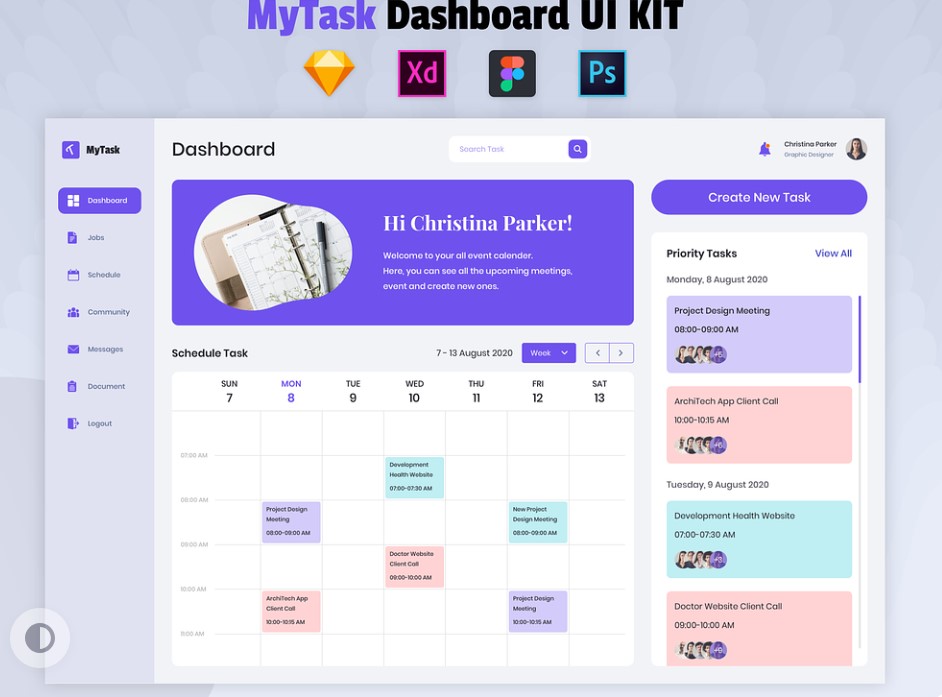 MyTask Dashboard UI KIT
Xd
Ps
MyTask
Dashboard
Search Task
Christina Parker
Graphic Designer
Dashboard
Jobs
Schedule
Community
Messages
Document
Logout
Hi Christina Parker!
Welcome to your all event calender.
Here, you can see all the upcoming meetings,
event and create new ones.
Create New Task
Priority Tasks View All
Monday, 8 August 2020
Project Design Meeting
08:00-09:00 AM
ArchiTech App Client Call
10:00-10:15 AM
Tuesday, 9 August 2020
Development Health Website
07:00-07:30 AM
Doctor Website Client Call
09:00-10:00 AM
Schedule Task
7 - 13 August 2020
Week
SUN MON TUE WED THU FRI SAT
7 8 9 10 11 12 13
07:00 AM
Development
Health Website
07:00-07:30 AM
08:00 AM
Project Design
Meeting
08:00-09:00 AM
New Project
Design Meeting
08:00-09:00 AM
09:00 AM
Doctor Website
Client Call
09:00-10:00 AM
10:00 AM
ArchiTech App
Client Call
10:00-10:15 AM
Project Design
Meeting
10:00-10:15 AM
11:00 AM